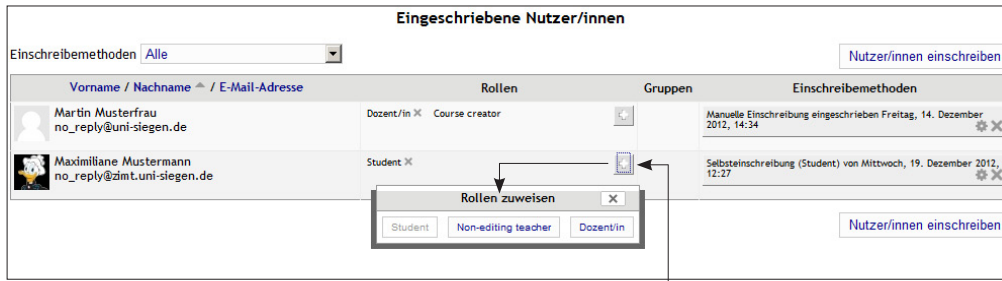 Eingeschriebene Nutzer/innen
Einschreibemethoden Alle
Nutzer/innen einschreiben
Vorname / Nachname / E-Mail-Adresse Rollen Gruppen Einschreibemethoden
Martin Musterfrau
no_reply@uni-siegen.de
Dozent/in Course creator
Manuelle Einschreibung eingeschrieben Freitag, 14. Dezember
2012, 14:34
Maximiliane Mustermann
no_reply@zimt.uni-siegen.de
Student
Selbsteinschreibung (Student) von Mittwoch, 19. Dezember 2012,
12:27
Rollen zuweisen
Student Non-editing teacher Dozent/in
Nutzer/innen einschreiben